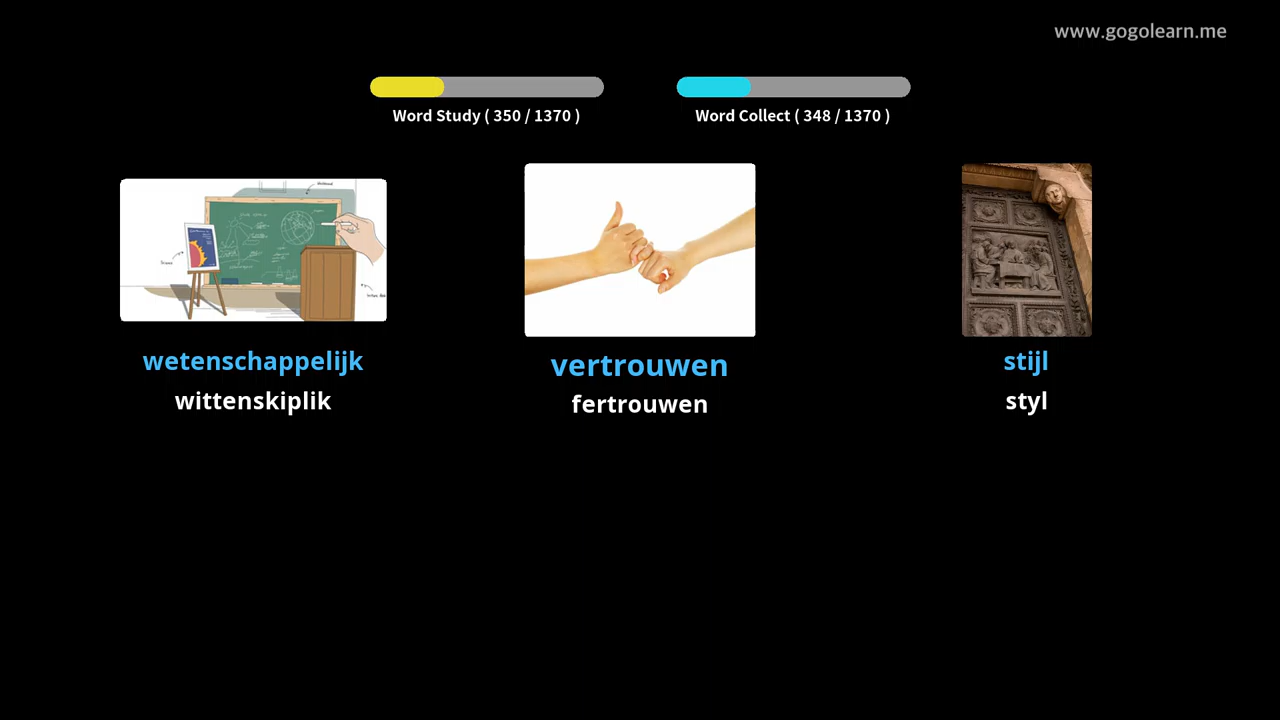 www.gogolearn.me
Word Study ( 350 / 1370 )
Word Collect ( 348 / 1370 )
wetenschappelijk
vertrouwen
stijl
wittenskiplik
fertrouwen
styl